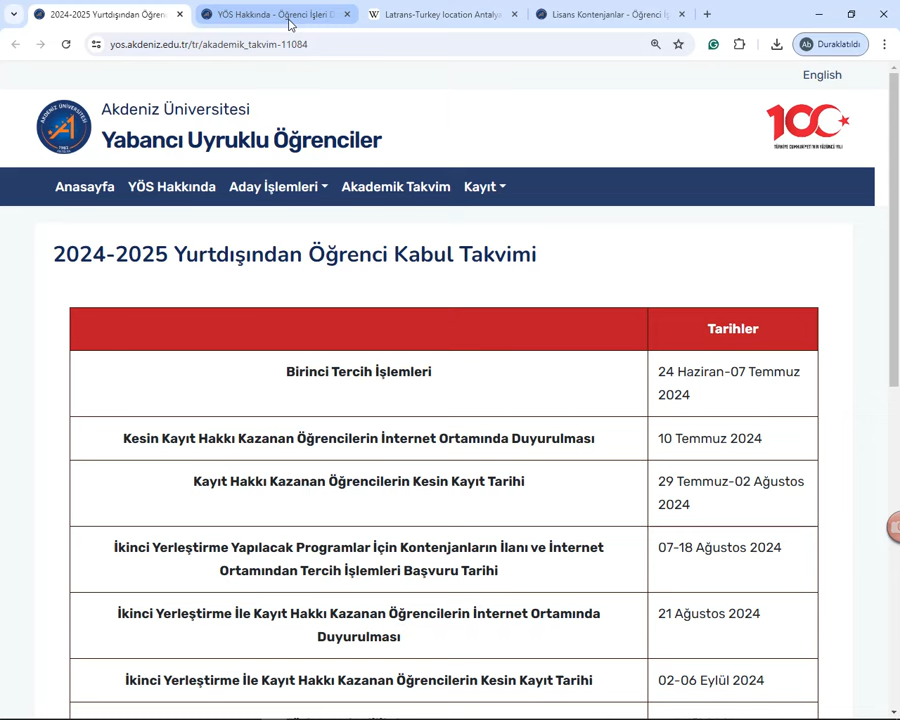 2024-2025 Yurtdışından Öğrenci
YÖS Hakkında - Öğrenci İşleri D
Latrans-Turkey location Antalya
Lisans Kontenjanlar - Öğrenci İş
yos.akdeniz.edu.tr/tr/akademik_takvim-11084
Ab Duraklatıldı
English
Akdeniz Üniversitesi
Yabancı Uyruklu Öğrenciler
100
Anasayfa YÖS Hakkında Aday İşlemleri Akademik Takvim Kayıt
2024-2025 Yurtdışından Öğrenci Kabul Takvimi
Tarihler
Birinci Tercih İşlemleri
24 Haziran-07 Temmuz
2024
Kesin Kayıt Hakkı Kazanan Öğrencilerin İnternet Ortamında Duyurulması
10 Temmuz 2024
Kayıt Hakkı Kazanan Öğrencilerin Kesin Kayıt Tarihi
29 Temmuz-02 Ağustos
2024
İkinci Yerleştirme Yapılacak Programlar İçin Kontenjanların İlanı ve İnternet
Ortamından Tercih İşlemleri Başvuru Tarihi
07-18 Ağustos 2024
İkinci Yerleştirme İle Kayıt Hakkı Kazanan Öğrencilerin İnternet Ortamında
Duyurulması
21 Ağustos 2024
İkinci Yerleştirme İle Kayıt Hakkı Kazanan Öğrencilerin Kesin Kayıt Tarihi
02-06 Eylül 2024